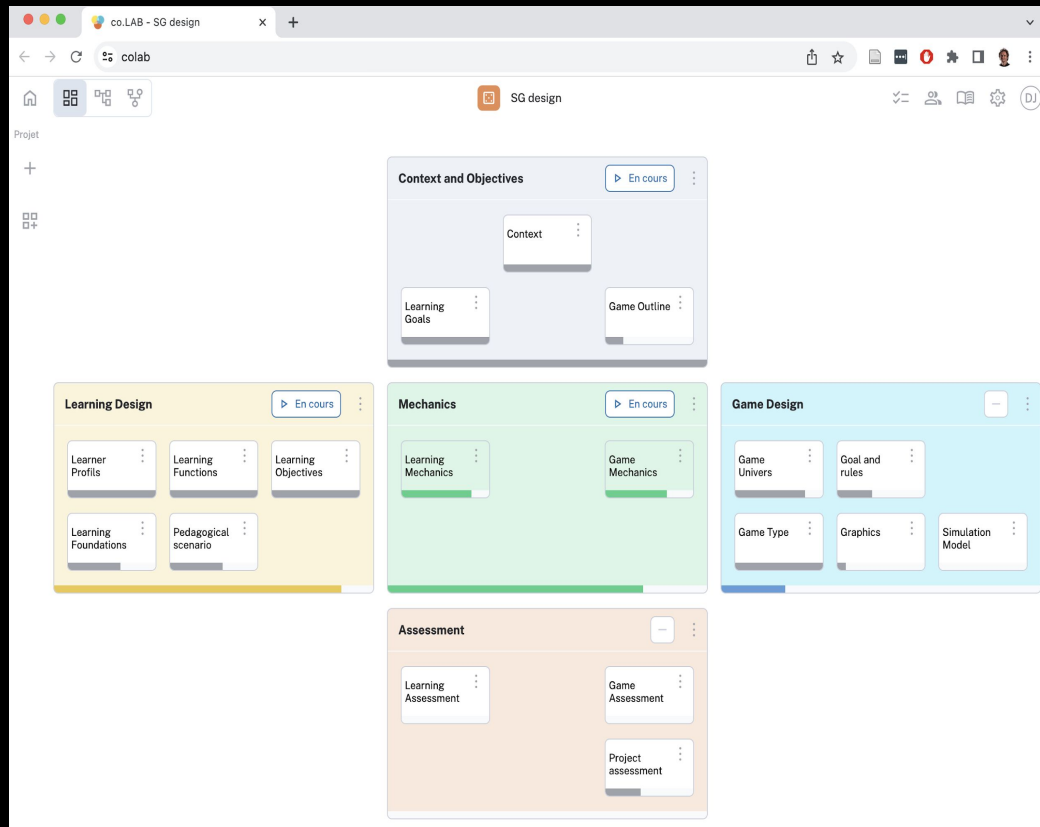 co.LAB - SG design
colab
SG design
DJ
Projet
Context and Objectives
En cours
Context
Learning
Goals
Game Outline
Learning Design
En cours
Learner
Profils
Learning
Functions
Learning
Objectives
Learning
Foundations
Pedagogical
scenario
Mechanics
En cours
Learning
Mechanics
Game
Mechanics
Game Design
Game
Univers
Goal and
rules
Game Type
Graphics
Simulation
Model
Assessment
Learning
Assessment
Game
Assessment
Project
assessment